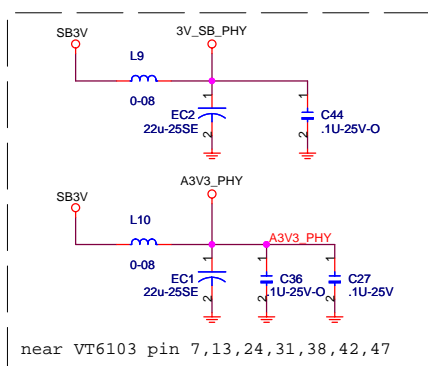 SB3V
3V_SB_PHY
L9
0-08
1
EC2
22u-25SE
2
1
C44
.1U-25V-O
2
SB3V
A3V3_PHY
L10
0-08
A3V3_PHY
1
EC1
22u-25SE
2
1
C36
.1U-25V-O
2
1
C27
.1U-25V
2
near VT6103 pin 7,13,24,31,38,42,47